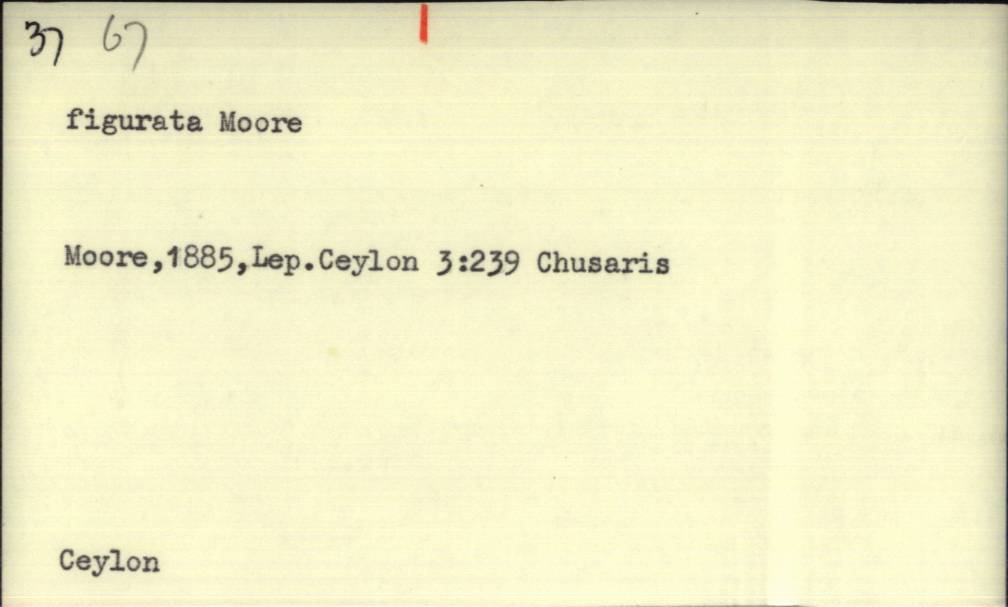 37 67
figurata Moore
Moore,1885,Lep.Ceylon 3:239 Chusaris
Ceylon